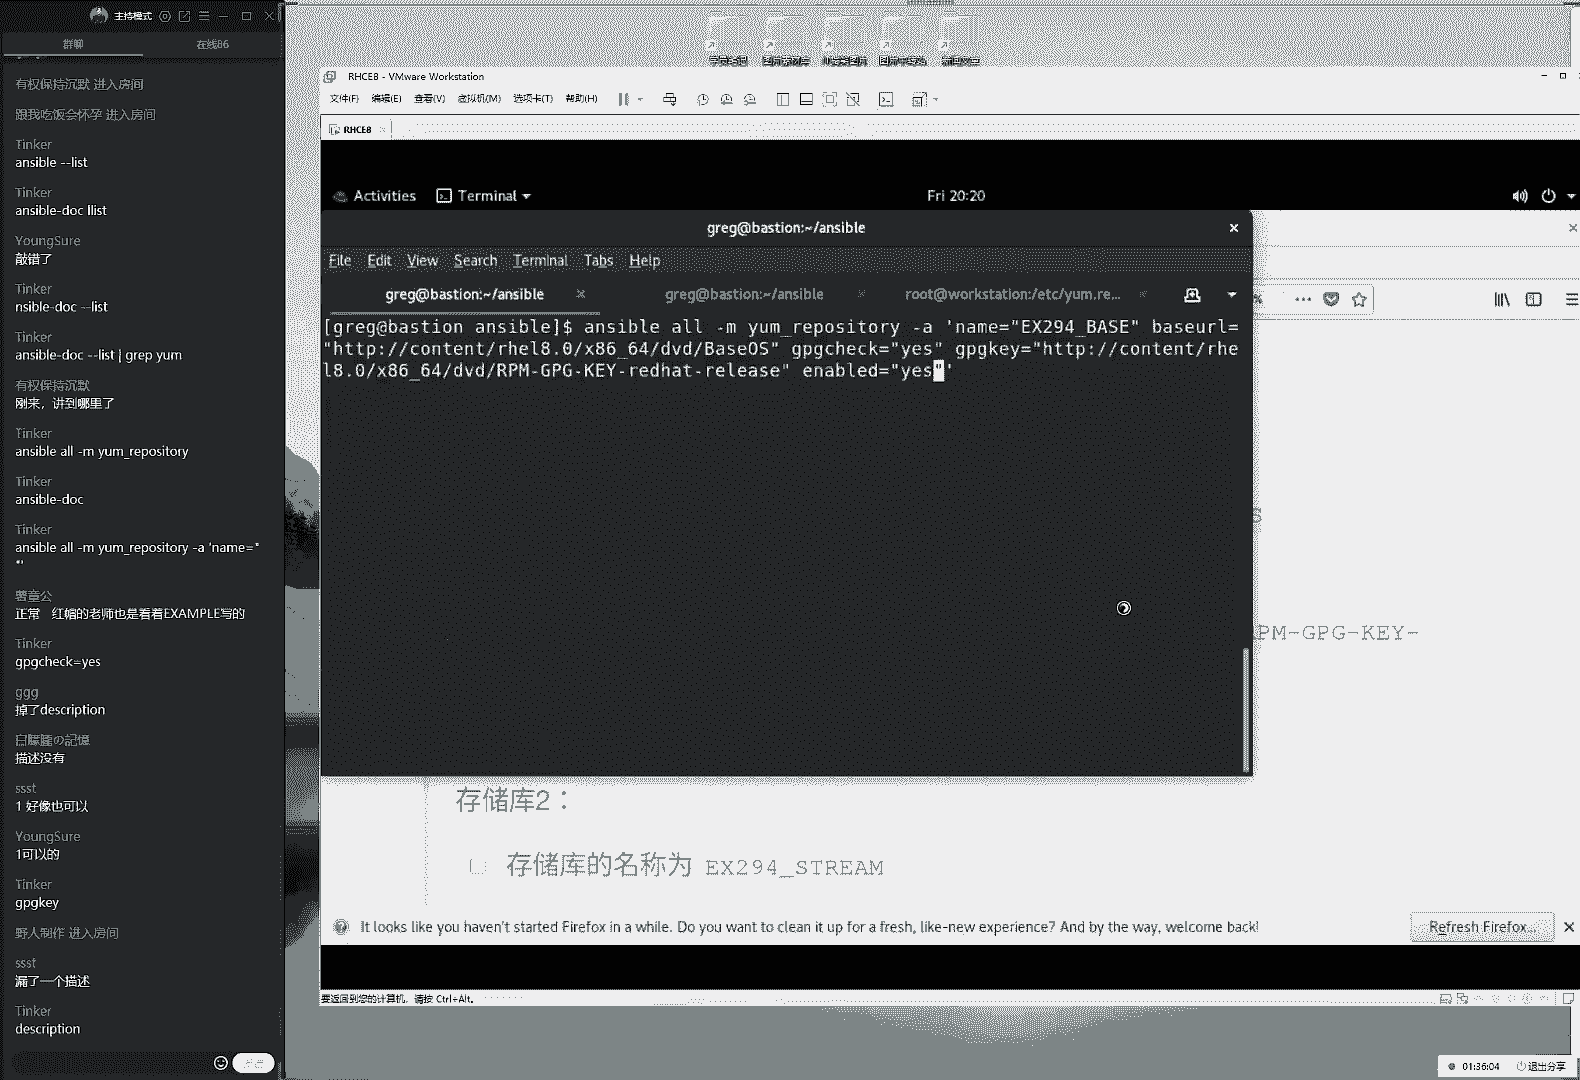 主持模式
群聊
在线86
有权保持沉默 进入房间
跟我吃饭会怀孕 进入房间
Tinker
ansible --list
Tinker
ansible-doc llist
YoungSure
敲错了
Tinker
nsible-doc --list
Tinker
ansible-doc --list | grep yum
有权保持沉默
刚来，讲到哪里了
Tinker
ansible all -m yum_repository
Tinker
ansible-doc
Tinker
ansible all -m yum_repository -a 'name="
"'
正常 红帽的老师也是看着EXAMPLE写的
Tinker
gpgcheck=yes
ggg
掉了description
描述没有
ssst
1 好像也可以
YoungSure
1可以的
Tinker
gpgkey
野人制作 进入房间
ssst
漏了一个描述
Tinker
description
RHCE8 - VMware Workstation
文件(F) 编辑(E) 查看(V) 虚拟机(M) 选项卡(T) 帮助(H)
RHCE8
Activities Terminal Fri 20:20
greg@bastion:~/ansible
File Edit View Search Terminal Tabs Help
greg@bastion:~/ansible greg@bastion:~/ansible root@workstation:/etc/yum.re...
[greg@bastion ansible]$ ansible all -m yum_repository -a 'name="EX294_BASE" baseurl=
"http://content/rhel8.0/x86_64/dvd/BaseOS" gpgcheck="yes" gpgkey="http://content/rhe
l8.0/x86_64/dvd/RPM-GPG-KEY-redhat-release" enabled="yes"'
PM-GPG-KEY-
存储库2：
存储库的名称为 EX294_STREAM
It looks like you haven't started Firefox in a while. Do you want to clean it up for a fresh, like-new experience? And by the way, welcome back!
Refresh Firefox...
要返回到您的计算机，请按 Ctrl+Alt。
01:36:04 退出分享